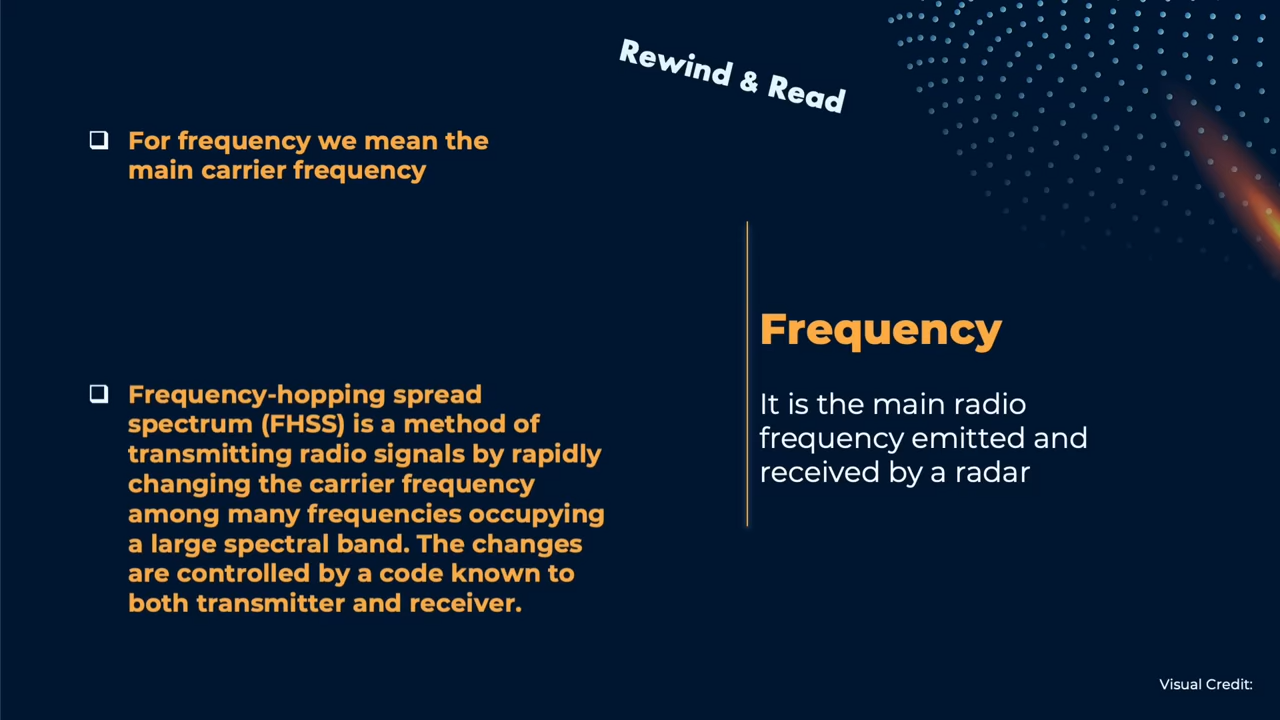 Rewind & Read
For frequency we mean the
main carrier frequency
Frequency-hopping spread
spectrum (FHSS) is a method of
transmitting radio signals by rapidly
changing the carrier frequency
among many frequencies occupying
a large spectral band. The changes
are controlled by a code known to
both transmitter and receiver.
Frequency
It is the main radio
frequency emitted and
received by a radar
Visual Credit: